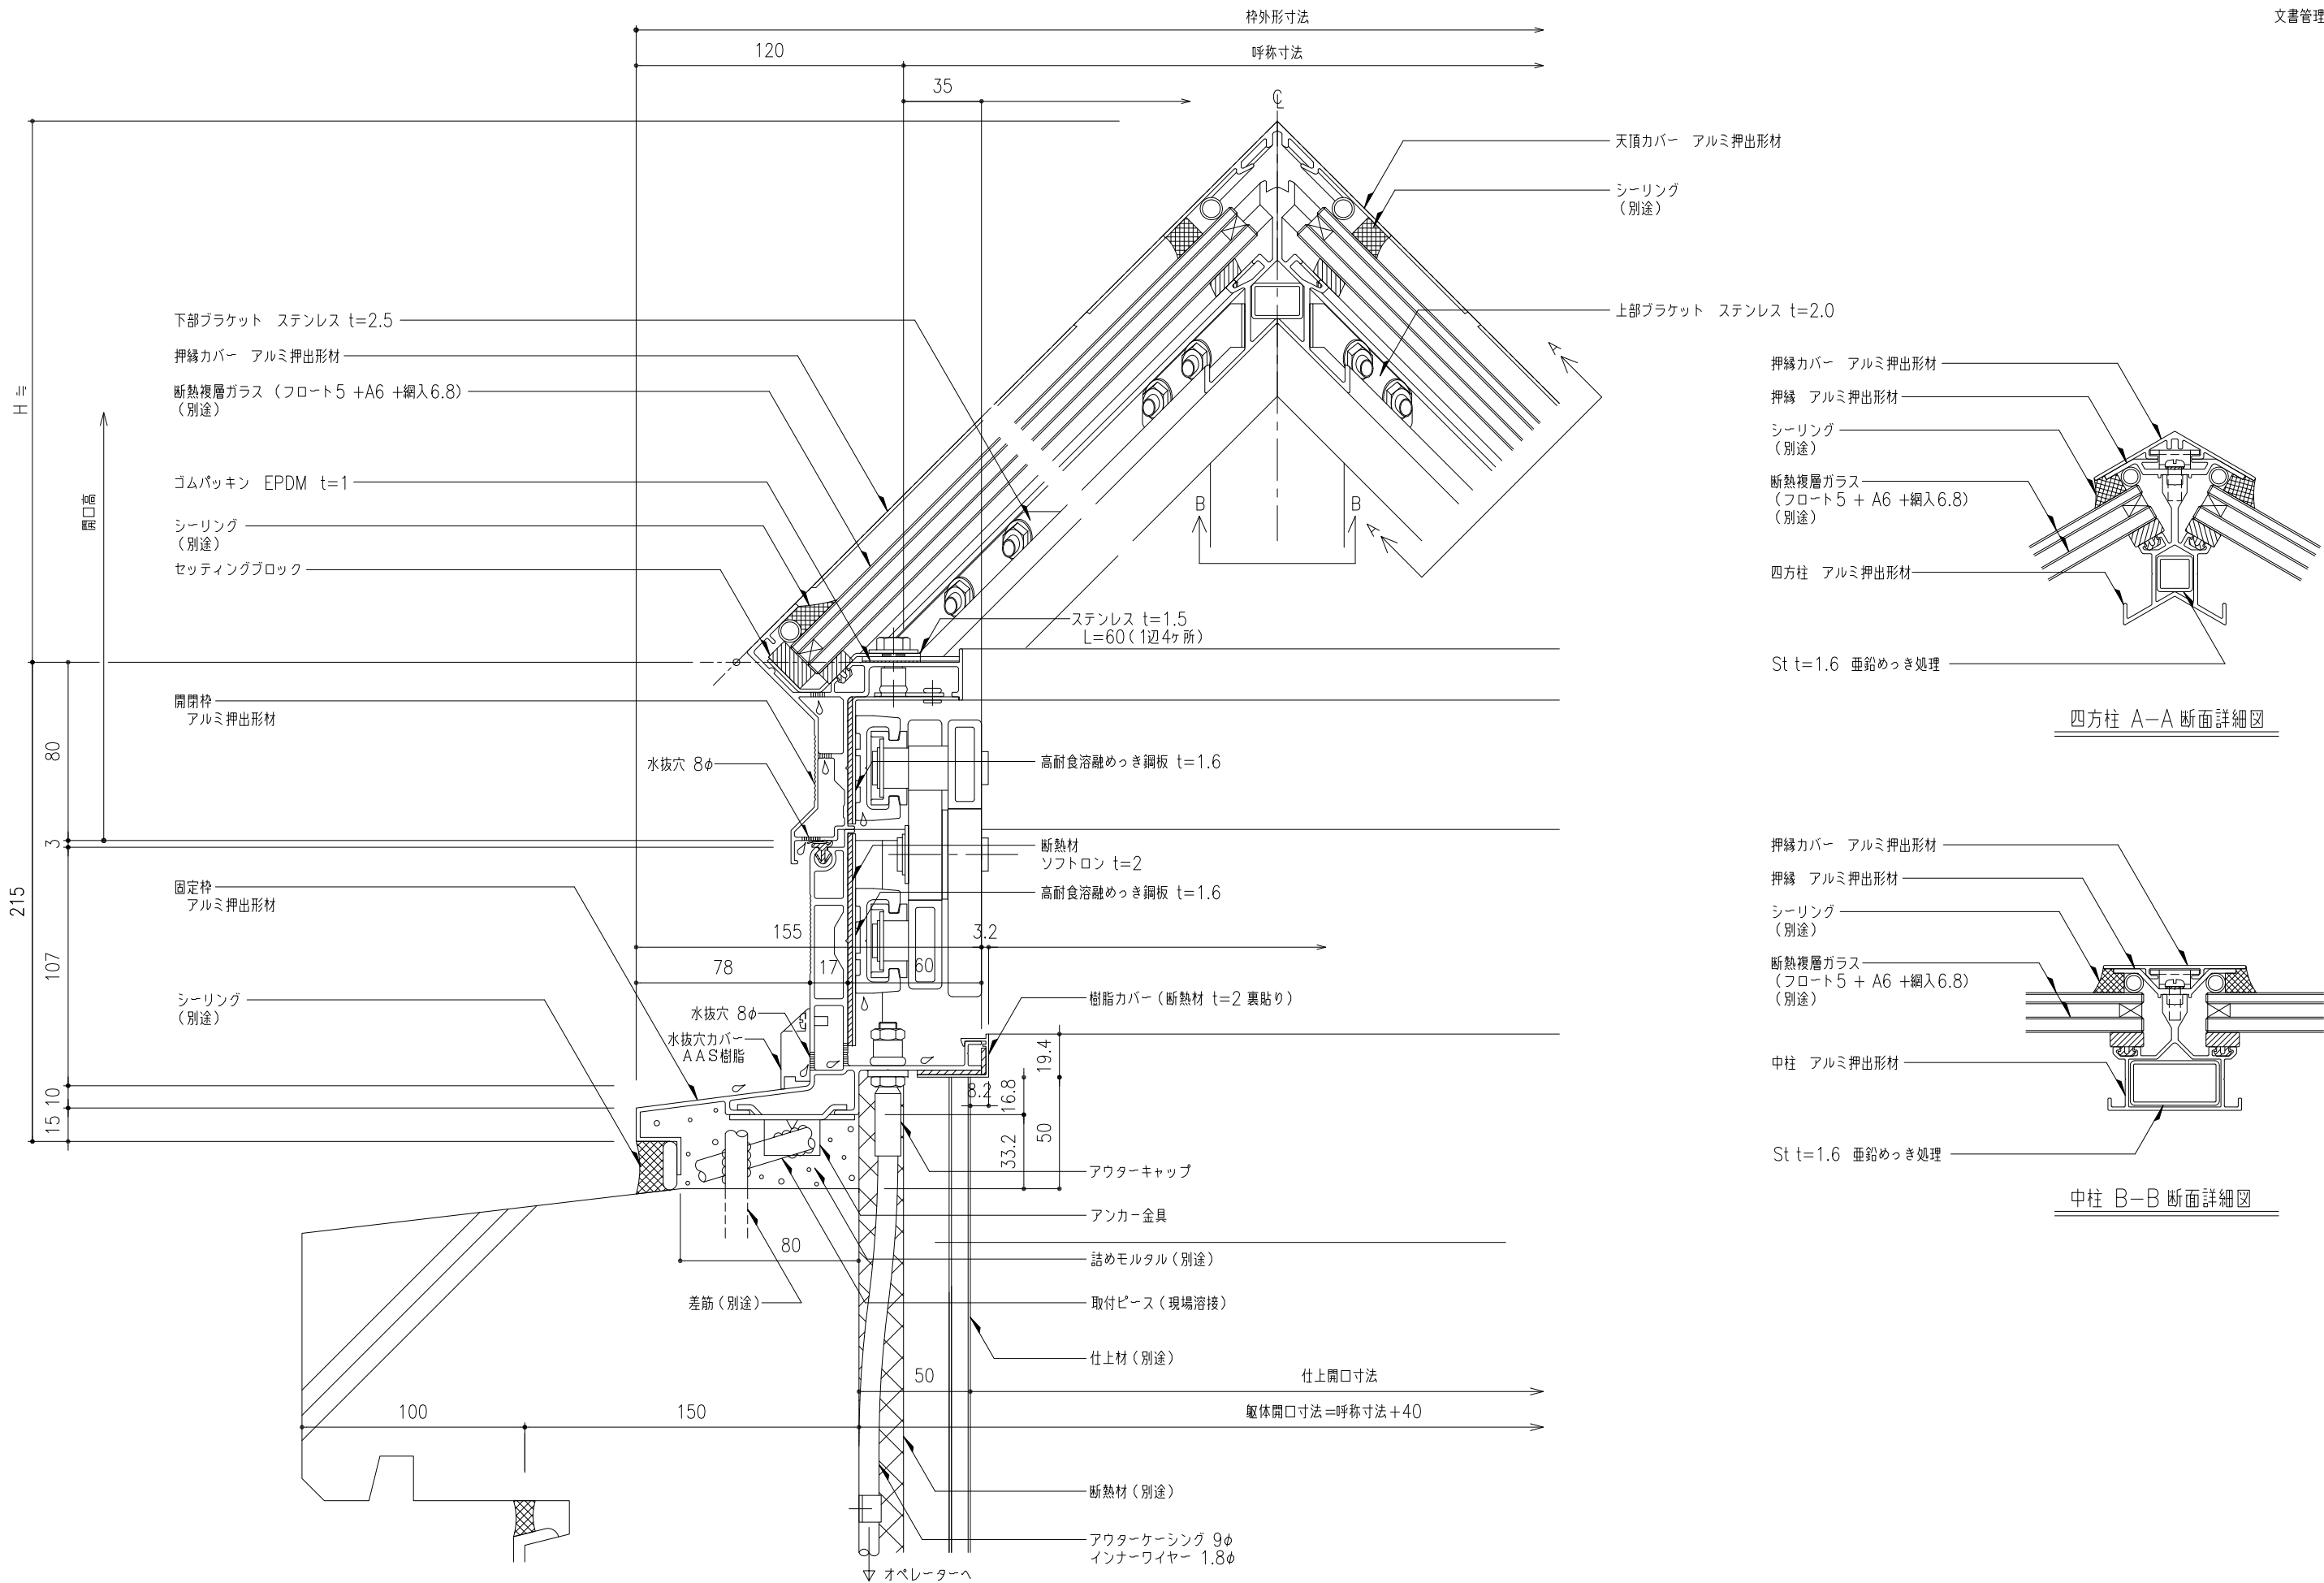 枠外形寸法
文書管理
120
呼称寸法
35
℄
天頂カバー アルミ押出形材
シーリング
（別途）
下部ブラケット ステンレス t=2.5
上部ブラケット ステンレス t=2.0
押縁カバー アルミ押出形材
断熱複層ガラス（フロート5 +A6 +網入6.8）
（別途）
H ≒
開口高
ゴムパッキン EPDM t=1
シーリング
（別途）
セッティングブロック
A
A
B
B
ステンレス t=1.5
L=60（1辺4ヶ所）
開閉枠
アルミ押出形材
80
水抜穴 8φ
高耐食溶融めっき鋼板 t=1.6
3
断熱材
ソフトロン t=2
高耐食溶融めっき鋼板 t=1.6
固定枠
アルミ押出形材
215
107
155
3.2
78
17
60
シーリング
（別途）
水抜穴 8φ
水抜穴カバー
AAS樹脂
樹脂カバー（断熱材 t=2 裏貼り）
19.4
8.2
16.8
10
15
33.2
50
アウターキャップ
アンカー金具
80
詰めモルタル（別途）
差筋（別途）
取付ピース（現場溶接）
仕上材（別途）
50
仕上開口寸法
100
150
躯体開口寸法=呼称寸法+40
断熱材（別途）
アウターケーシング 9φ
インナーワイヤー 1.8φ
オペレーターへ
押縁カバー アルミ押出形材
押縁 アルミ押出形材
シーリング
（別途）
断熱複層ガラス
（フロート5 + A6 +網入6.8）
（別途）
四方柱 アルミ押出形材
St t=1.6 亜鉛めっき処理
四方柱 A-A 断面詳細図
押縁カバー アルミ押出形材
押縁 アルミ押出形材
シーリング
（別途）
断熱複層ガラス
（フロート5 + A6 +網入6.8）
（別途）
中柱 アルミ押出形材
St t=1.6 亜鉛めっき処理
中柱 B-B 断面詳細図